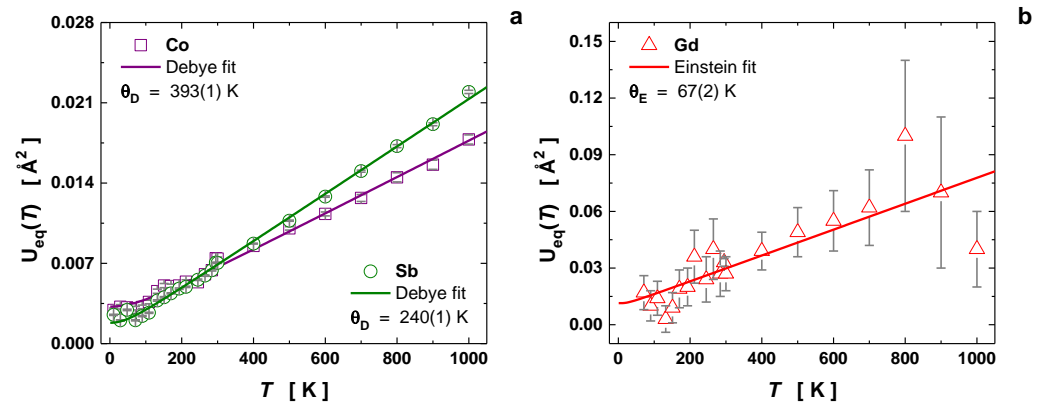 a
Co
Debye fit
θD = 393(1) K
Sb
Debye fit
θD = 240(1) K
0.028
0.021
0.014
0.007
0.000
Ueq(T) [ Å2 ]
0 200 400 600 800 1000
T [ K ]
b
Gd
Einstein fit
θE = 67(2) K
0.15
0.12
0.09
0.06
0.03
0.00
Ueq(T) [ Å2 ]
0 200 400 600 800 1000
T [ K ]